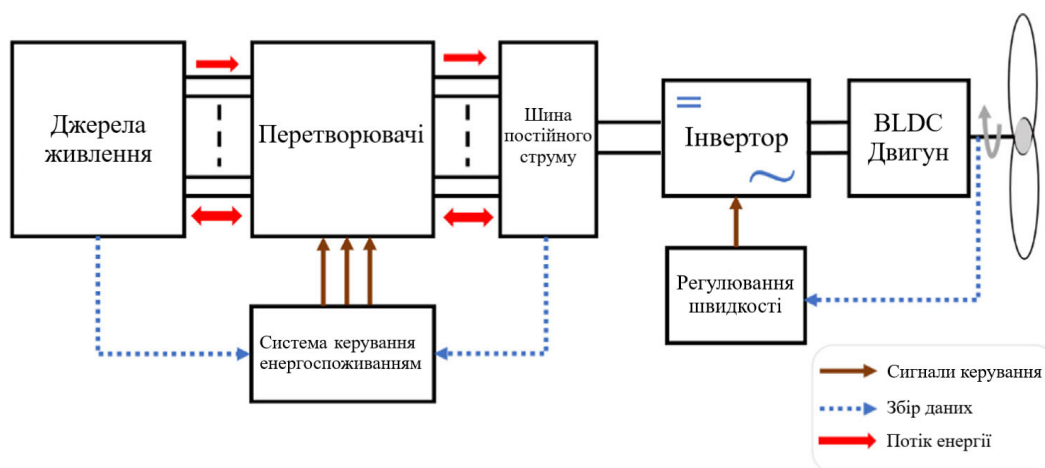 Джерела
живлення
Перетворювачі
Шина
постійного
струму
Інвертор
BLDC
Двигун
Система керування
енергоспоживанням
Регулювання
швидкості
Сигнали керування
Збір даних
Потік енергії